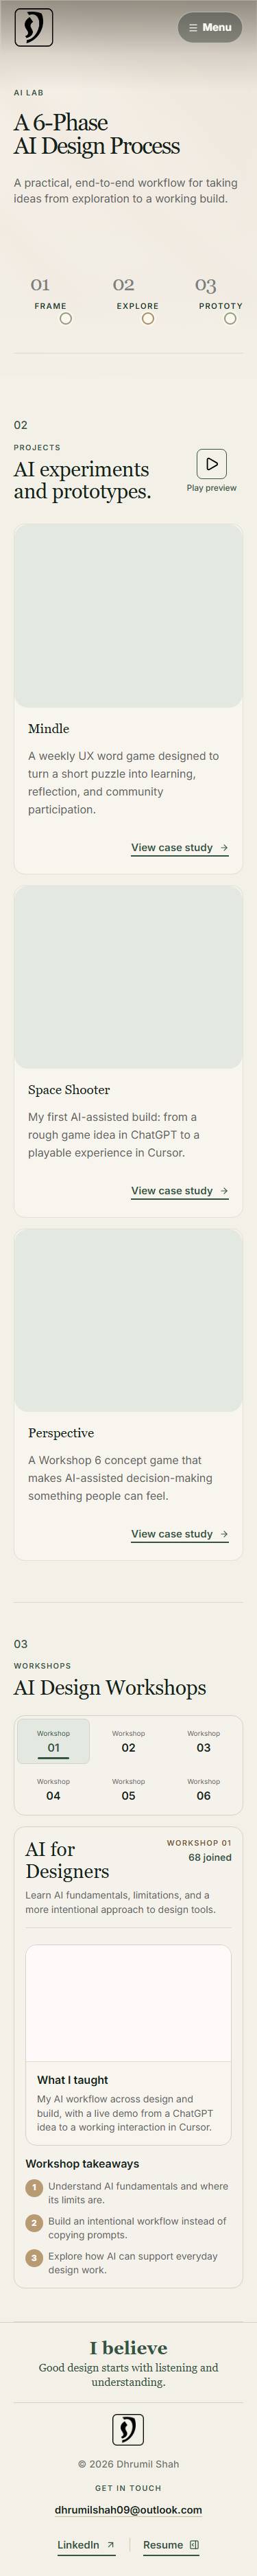 Menu
AI LAB
A 6-Phase
AI Design Process
A practical, end-to-end workflow for taking
ideas from exploration to a working build.
01
02
03
FRAME
EXPLORE
PROTOTY
02
PROJECTS
AI experiments
and prototypes.
Play preview
Mindle
A weekly UX word game designed to
turn a short puzzle into learning,
reflection, and community
participation.
View case study
Space Shooter
My first AI-assisted build: from a
rough game idea in ChatGPT to a
playable experience in Cursor.
View case study
Perspective
A Workshop 6 concept game that
makes AI-assisted decision-making
something people can feel.
View case study
03
WORKSHOPS
AI Design Workshops
Workshop
01
Workshop
02
Workshop
03
Workshop
04
Workshop
05
Workshop
06
AI for
Designers
WORKSHOP 01
68 joined
Learn AI fundamentals, limitations, and a
more intentional approach to design tools.
What I taught
My AI workflow across design and
build, with a live demo from a ChatGPT
idea to a working interaction in Cursor.
Workshop takeaways
1 Understand AI fundamentals and where
its limits are.
2 Build an intentional workflow instead of
copying prompts.
3 Explore how AI can support everyday
design work.
I believe
Good design starts with listening and
understanding.
© 2026 Dhrumil Shah
GET IN TOUCH
dhrumilshah09@outlook.com
LinkedIn
Resume